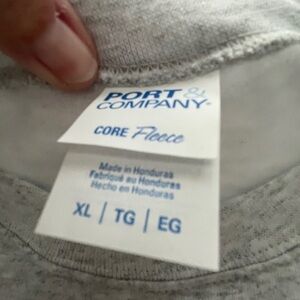 PORT &
COMPANY®
CORE Fleece
Made in Honduras
Fabriqué au Honduras
Hecho en Honduras
XL | TG | EG